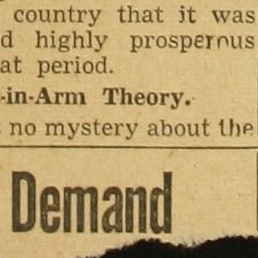 country that it was
d highly prosperous
at period.
-in-Arm Theory.
no mystery about the
Demand